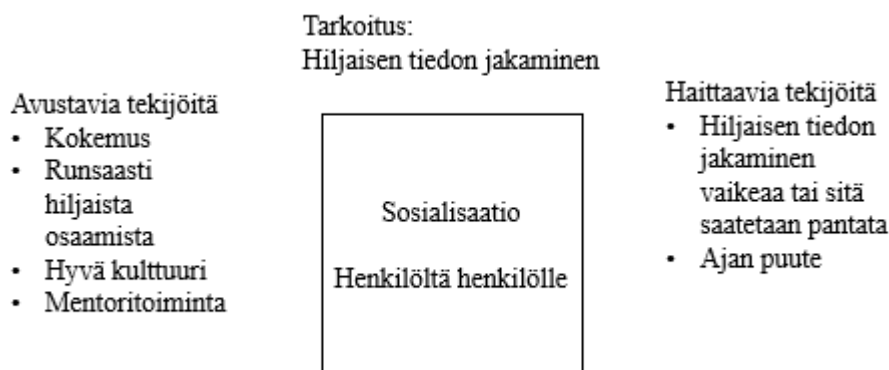 Tarkoitus:
Hiljaisen tiedon jakaminen
Avustavia tekijöitä
• Kokemus
• Runsaasti
hiljaista
osaamista
• Hyvä kulttuuri
• Mentoritoiminta
Sosialisaatio
Henkilöltä henkilölle
Haittaavia tekijöitä
• Hiljaisen tiedon
jakaminen
vaikeaa tai sitä
saatetaan pantata
• Ajan puute